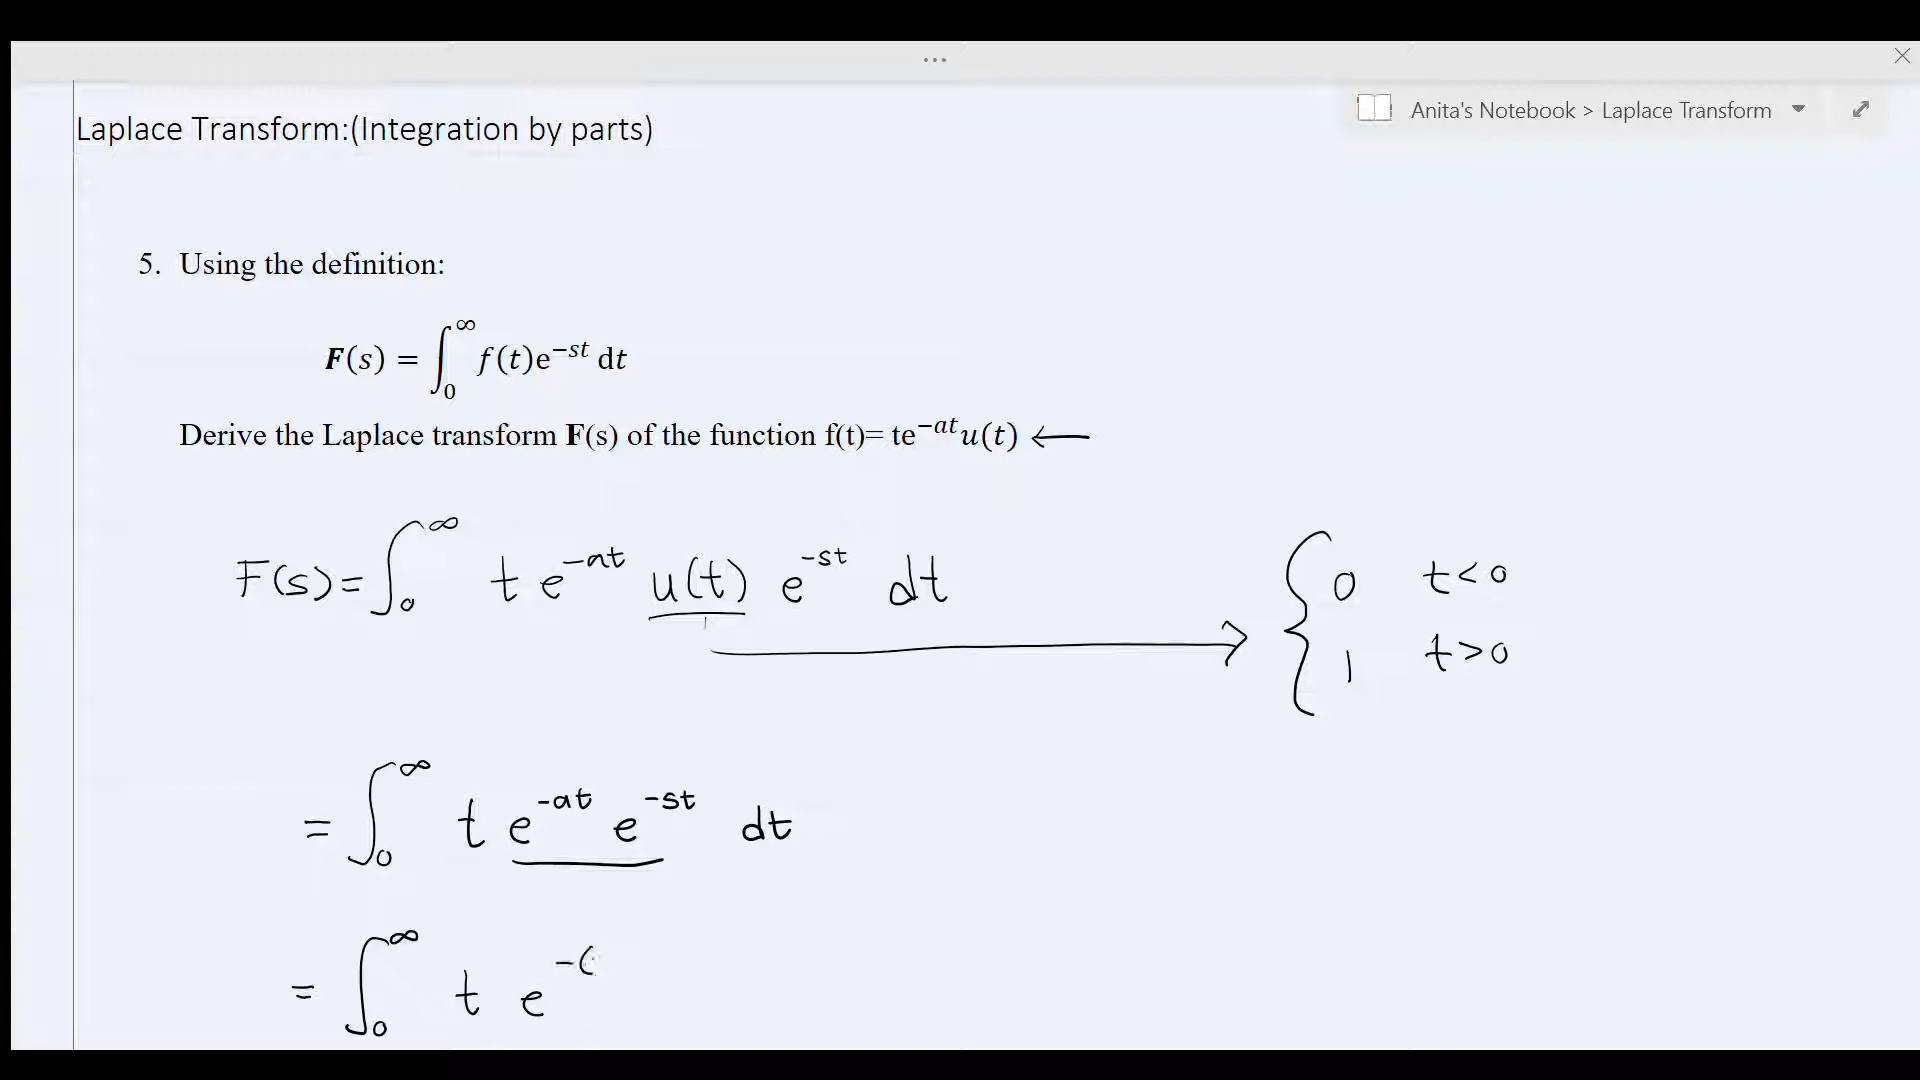 ...
Anita's Notebook > Laplace Transform
Laplace Transform:(Integration by parts)
5. Using the definition:
F(s) = ∫₀^∞ f(t)e^{−st} dt
Derive the Laplace transform F(s) of the function f(t)= te^{−at}u(t) ←
F(s)= ∫₀^∞ t e^{-at} u(t) e^{-st} dt → { 0 t<0
1 t>0
= ∫₀^∞ t e^{-at} e^{-st} dt
= ∫₀^∞ t e^{-(